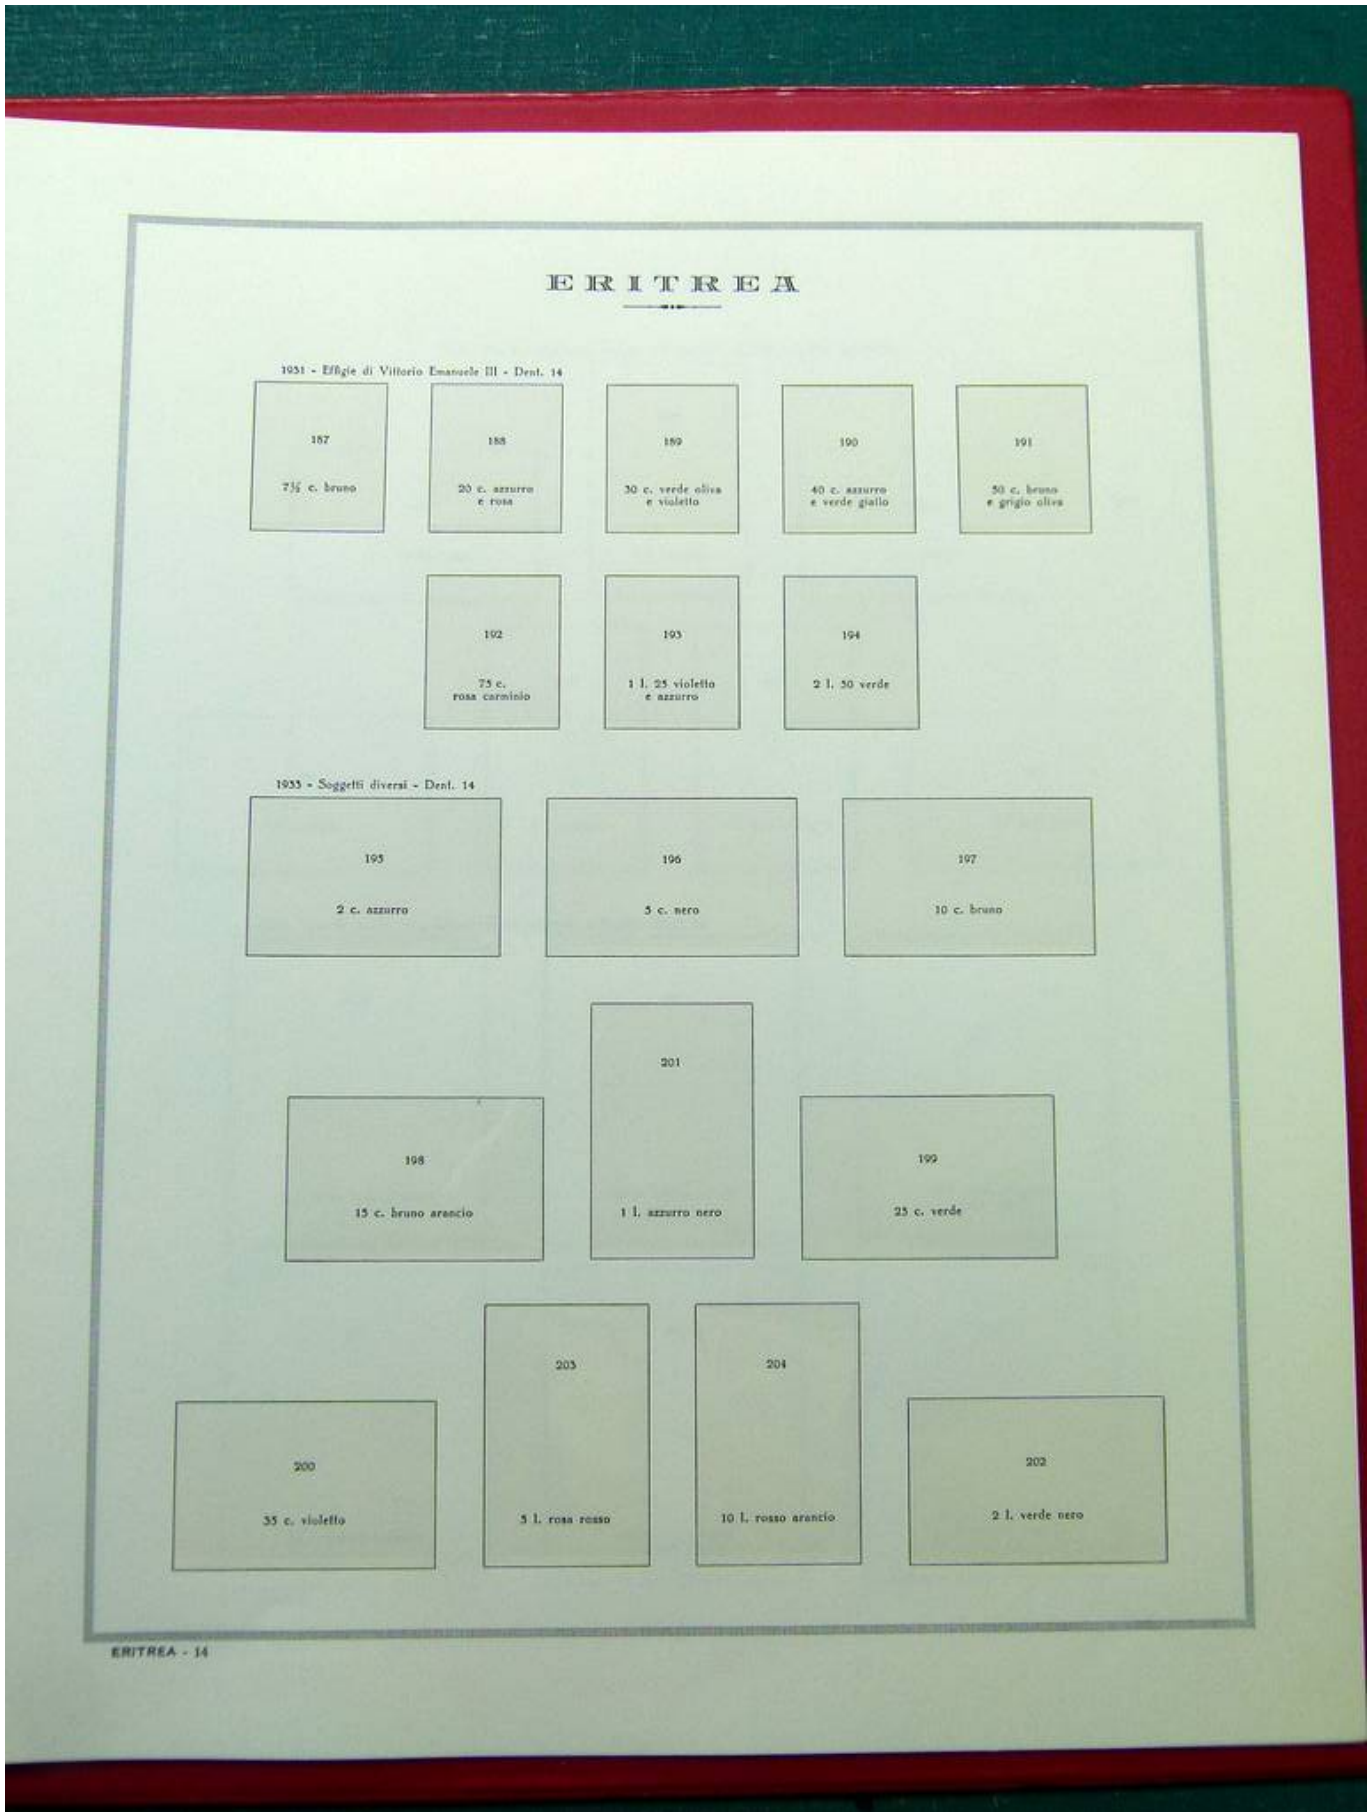 ERITREA
1931 - Effigie di Vittorio Emanuele III - Dent. 14
187
7½ c. bruno
188
20 c. azzurro
e rosa
189
30 c. verde oliva
e violetto
190
40 c. azzurro
e verde giallo
191
50 c. bruno
e grigio oliva
192
75 c.
rosa carminio
193
1 l. 25 violetto
e azzurro
194
2 l. 50 verde
1933 - Soggetti diversi - Dent. 14
195
2 c. azzurro
196
5 c. nero
197
10 c. bruno
198
15 c. bruno arancio
201
1 l. azzurro nero
199
25 c. verde
200
35 c. violetto
203
5 l. rosa rosso
204
10 l. rosso arancio
202
2 l. verde nero
ERITREA - 14